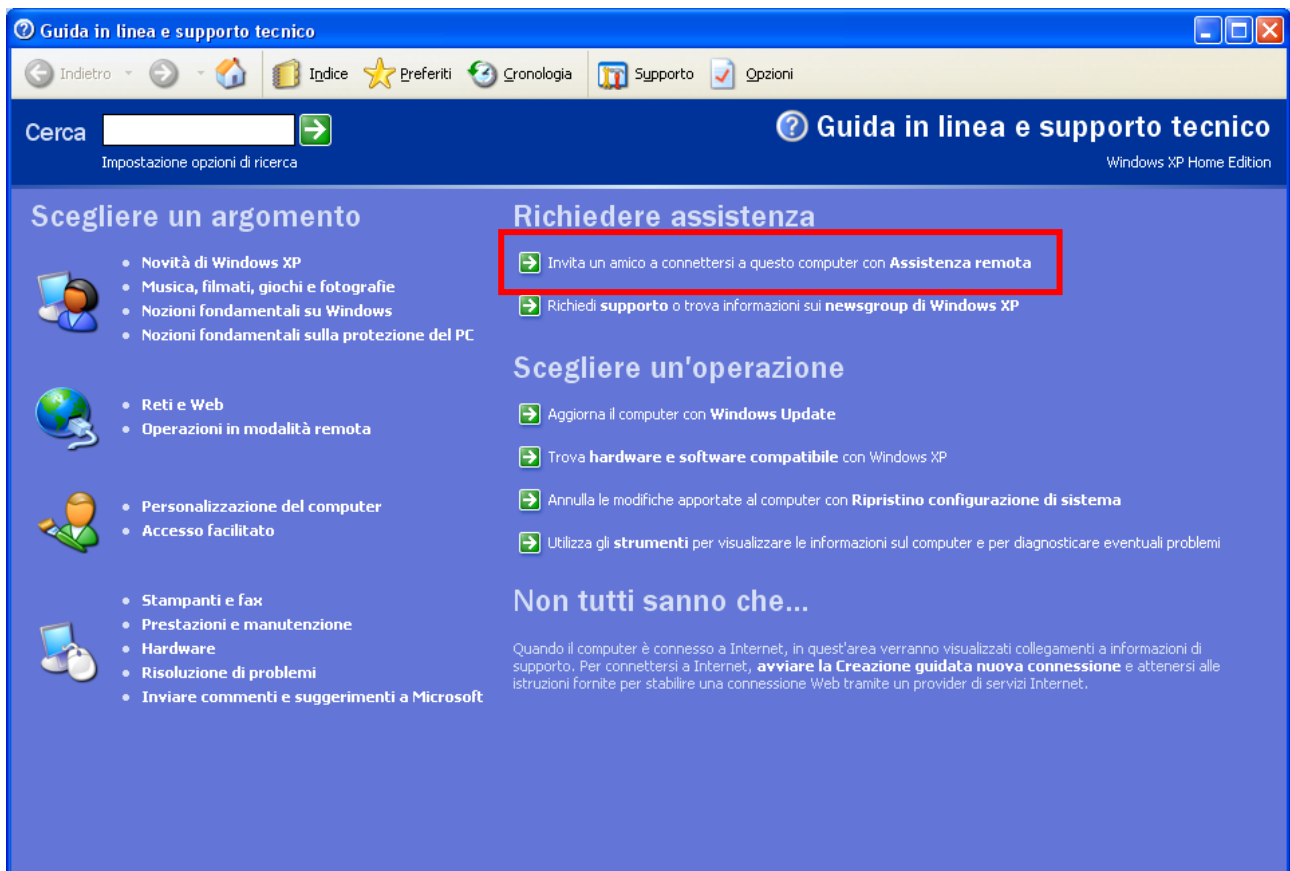 Guida in linea e supporto tecnico
Indietro Indice Preferiti Cronologia Supporto Opzioni
Cerca
Impostazione opzioni di ricerca
Guida in linea e supporto tecnico
Windows XP Home Edition
Scegliere un argomento
Novità di Windows XP
Musica, filmati, giochi e fotografie
Nozioni fondamentali su Windows
Nozioni fondamentali sulla protezione del PC
Reti e Web
Operazioni in modalità remota
Personalizzazione del computer
Accesso facilitato
Stampanti e fax
Prestazioni e manutenzione
Hardware
Risoluzione di problemi
Inviare commenti e suggerimenti a Microsoft
Richiedere assistenza
Invita un amico a connettersi a questo computer con Assistenza remota
Richiedi supporto o trova informazioni sui newsgroup di Windows XP
Scegliere un'operazione
Aggiorna il computer con Windows Update
Trova hardware e software compatibile con Windows XP
Annulla le modifiche apportate al computer con Ripristino configurazione di sistema
Utilizza gli strumenti per visualizzare le informazioni sul computer e per diagnosticare eventuali problemi
Non tutti sanno che...
Quando il computer è connesso a Internet, in quest'area verranno visualizzati collegamenti a informazioni di
supporto. Per connettersi a Internet, avviare la Creazione guidata nuova connessione e attenersi alle
istruzioni fornite per stabilire una connessione Web tramite un provider di servizi Internet.